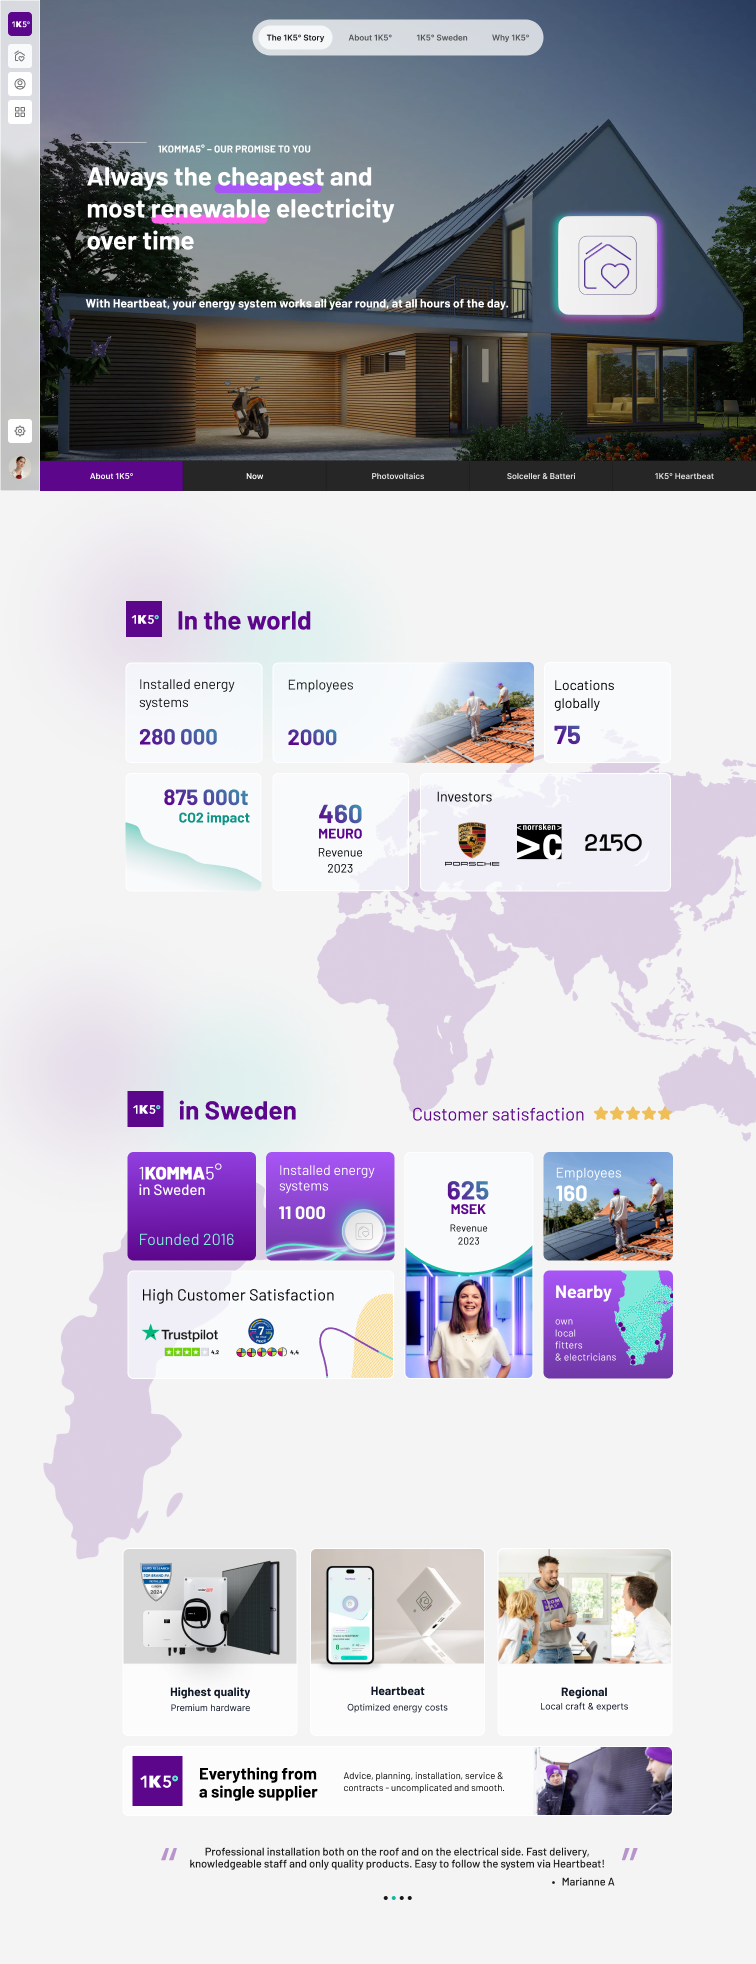 1K5°
The 1K5° Story
About 1K5°
1K5° Sweden
Why 1K5°
1KOMMA5° – OUR PROMISE TO YOU
Always the cheapest and
most renewable electricity
over time
With Heartbeat, your energy system works all year round, at all hours of the day.
About 1K5°
Now
Photovoltaics
Solceller & Batteri
1K5° Heartbeat
1K5°
In the world
Installed energy
systems
280 000
Employees
2000
Locations
globally
75
875 000t
CO2 impact
460
MEURO
Revenue
2023
Investors
PORSCHE
<norrsken>
>C
2150
1K5°
in Sweden
Customer satisfaction
1KOMMA5°
in Sweden
Founded 2016
Installed energy
systems
11 000
625
MSEK
Revenue
2023
Employees
160
High Customer Satisfaction
Trustpilot
4,2
7
4,4
Nearby
own
local
fitters
& electricians
2024
Highest quality
Premium hardware
Heartbeat
Optimized energy costs
Regional
Local craft & experts
1K5°
Everything from
a single supplier
Advice, planning, installation, service &
contracts - uncomplicated and smooth.
Professional installation both on the roof and on the electrical side. Fast delivery,
knowledgeable staff and only quality products. Easy to follow the system via Heartbeat!
• Marianne A